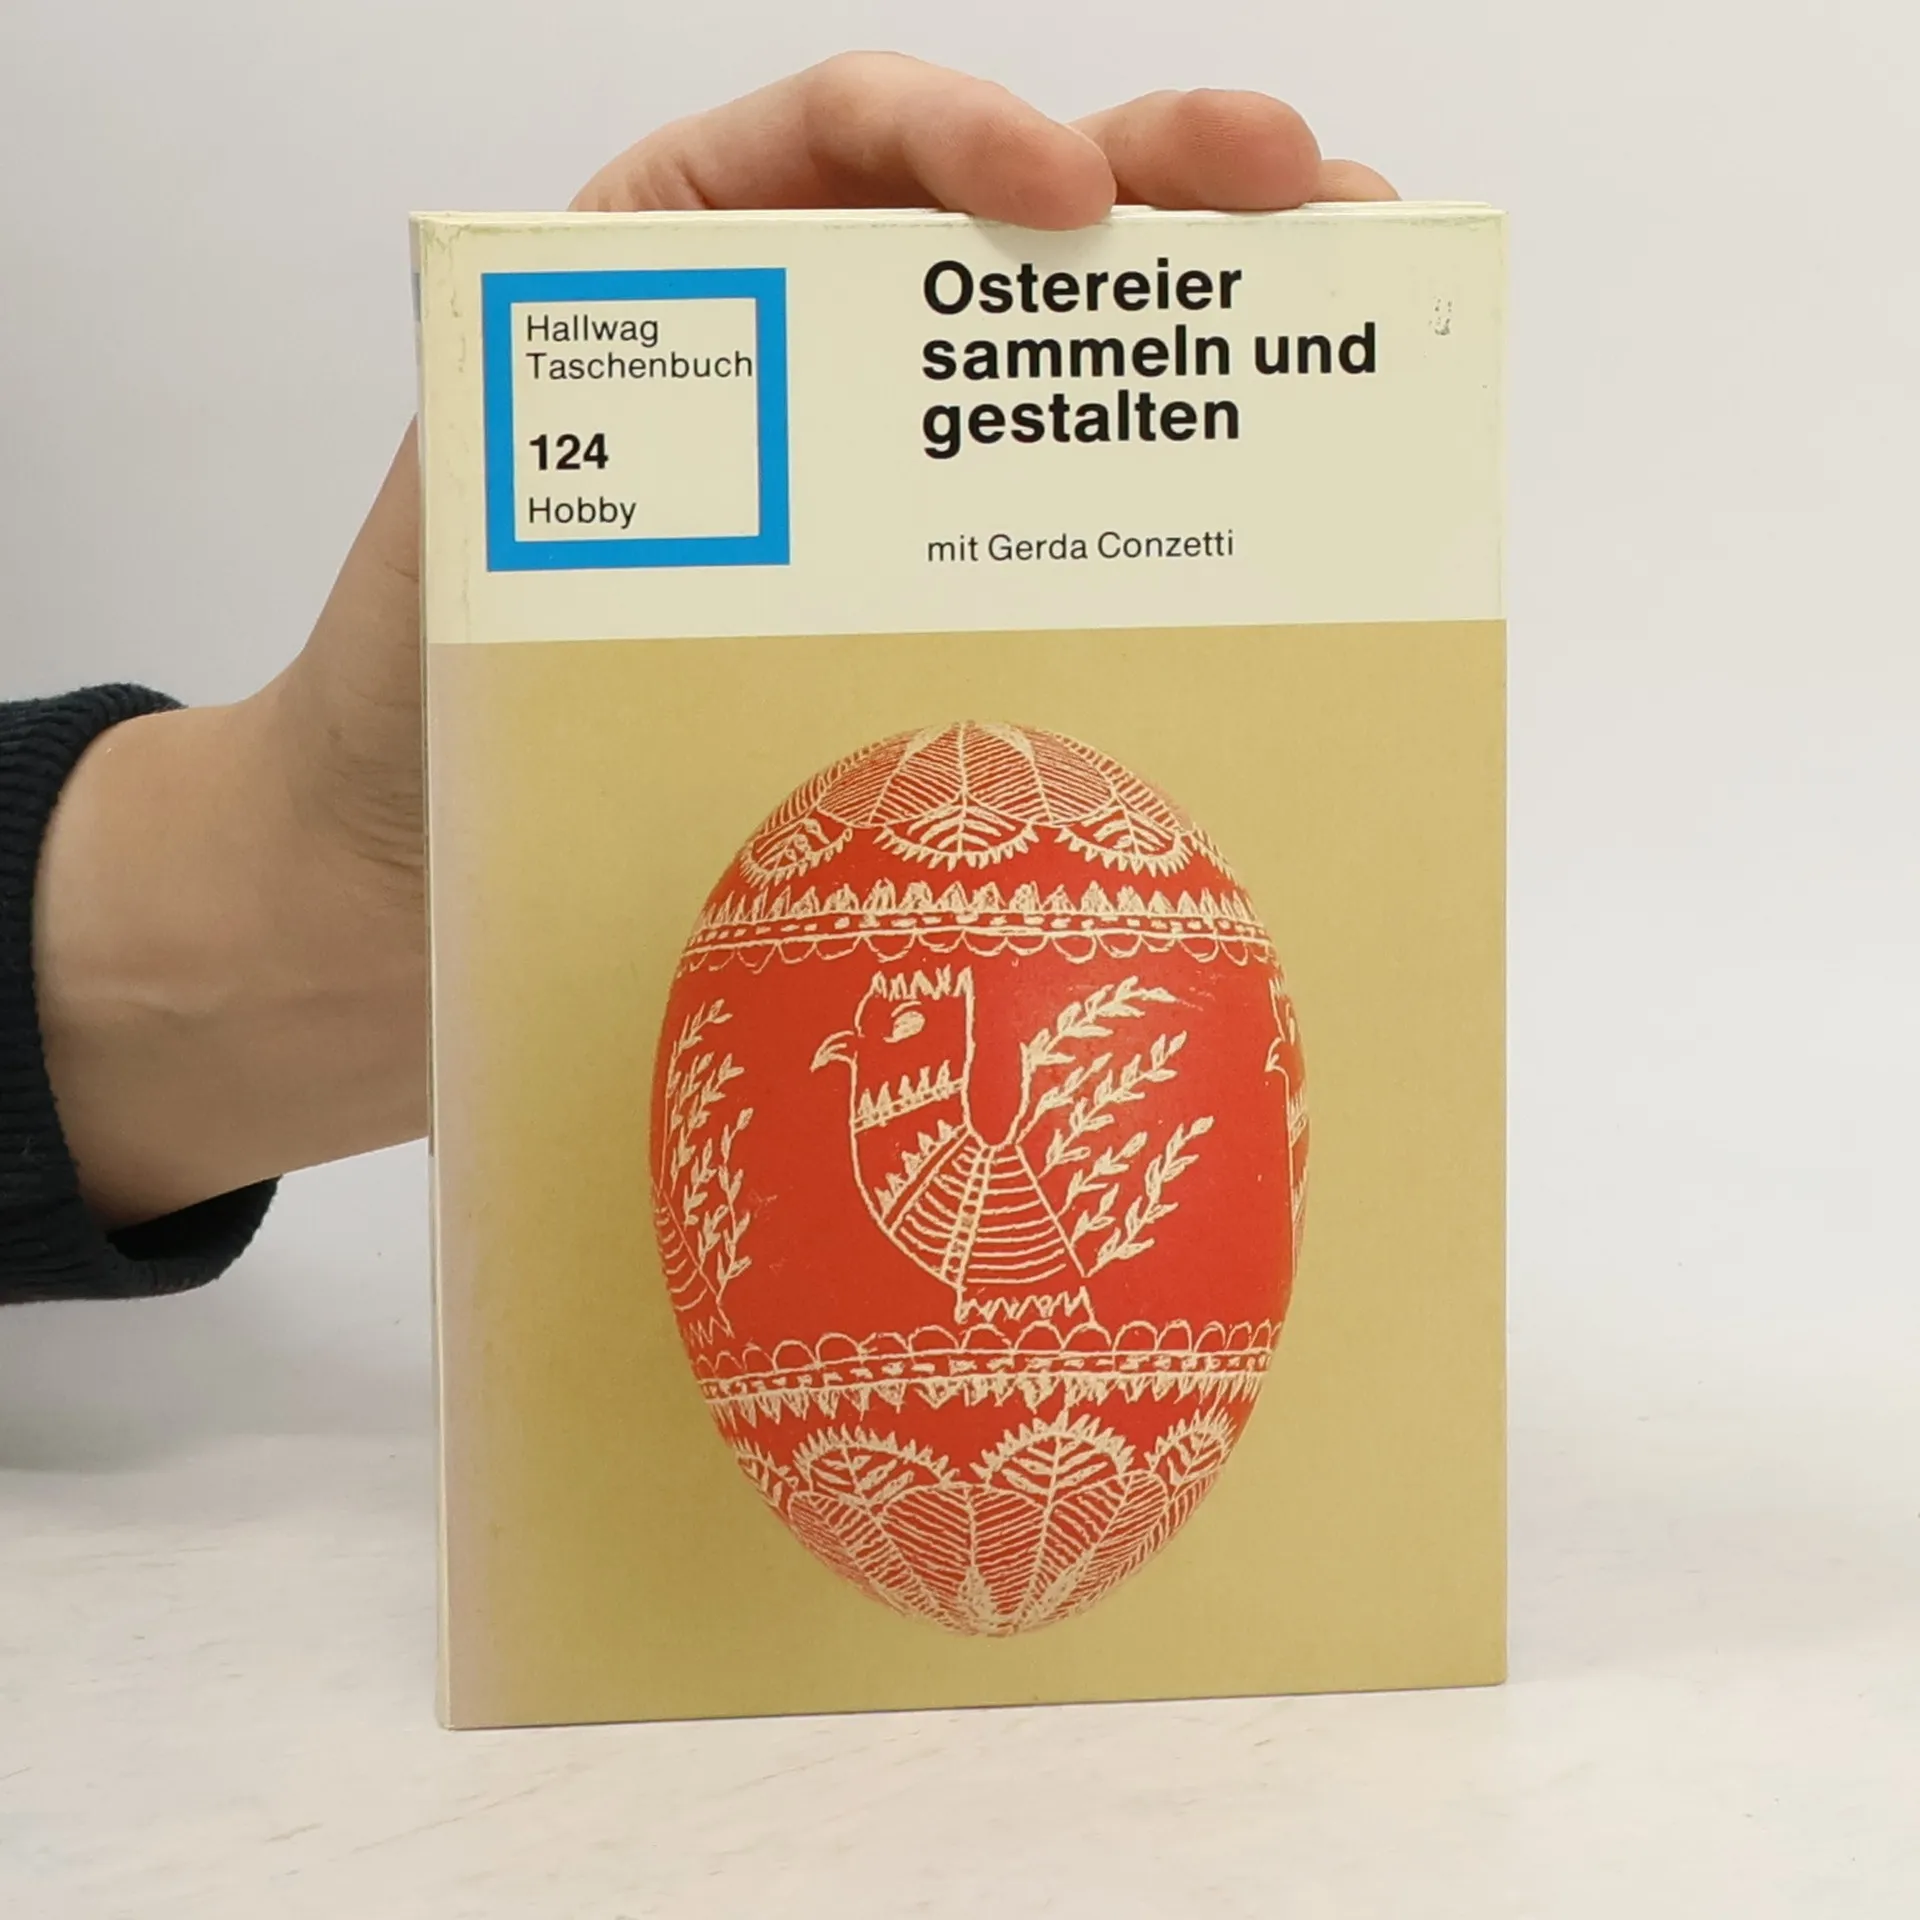 Hallwag
Taschenbuch
124
Hobby
Ostereier
sammeln und
gestalten
mit Gerda Conzetti